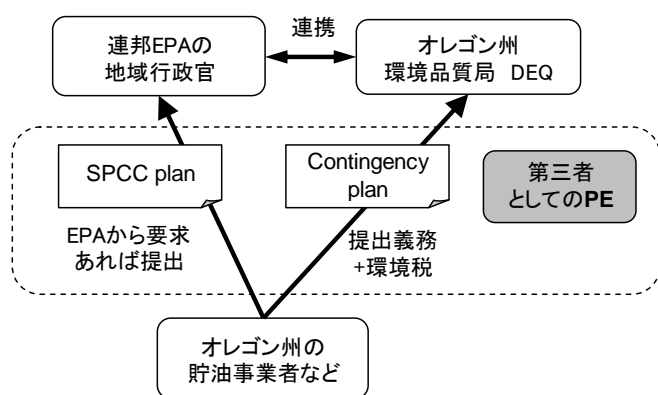 連携
連邦EPAの
地域行政官
オレゴン州
環境品質局 DEQ
SPCC plan
Contingency
plan
第三者
としてのPE
EPAから要求
あれば提出
提出義務
+環境税
オレゴン州の
貯油事業者など